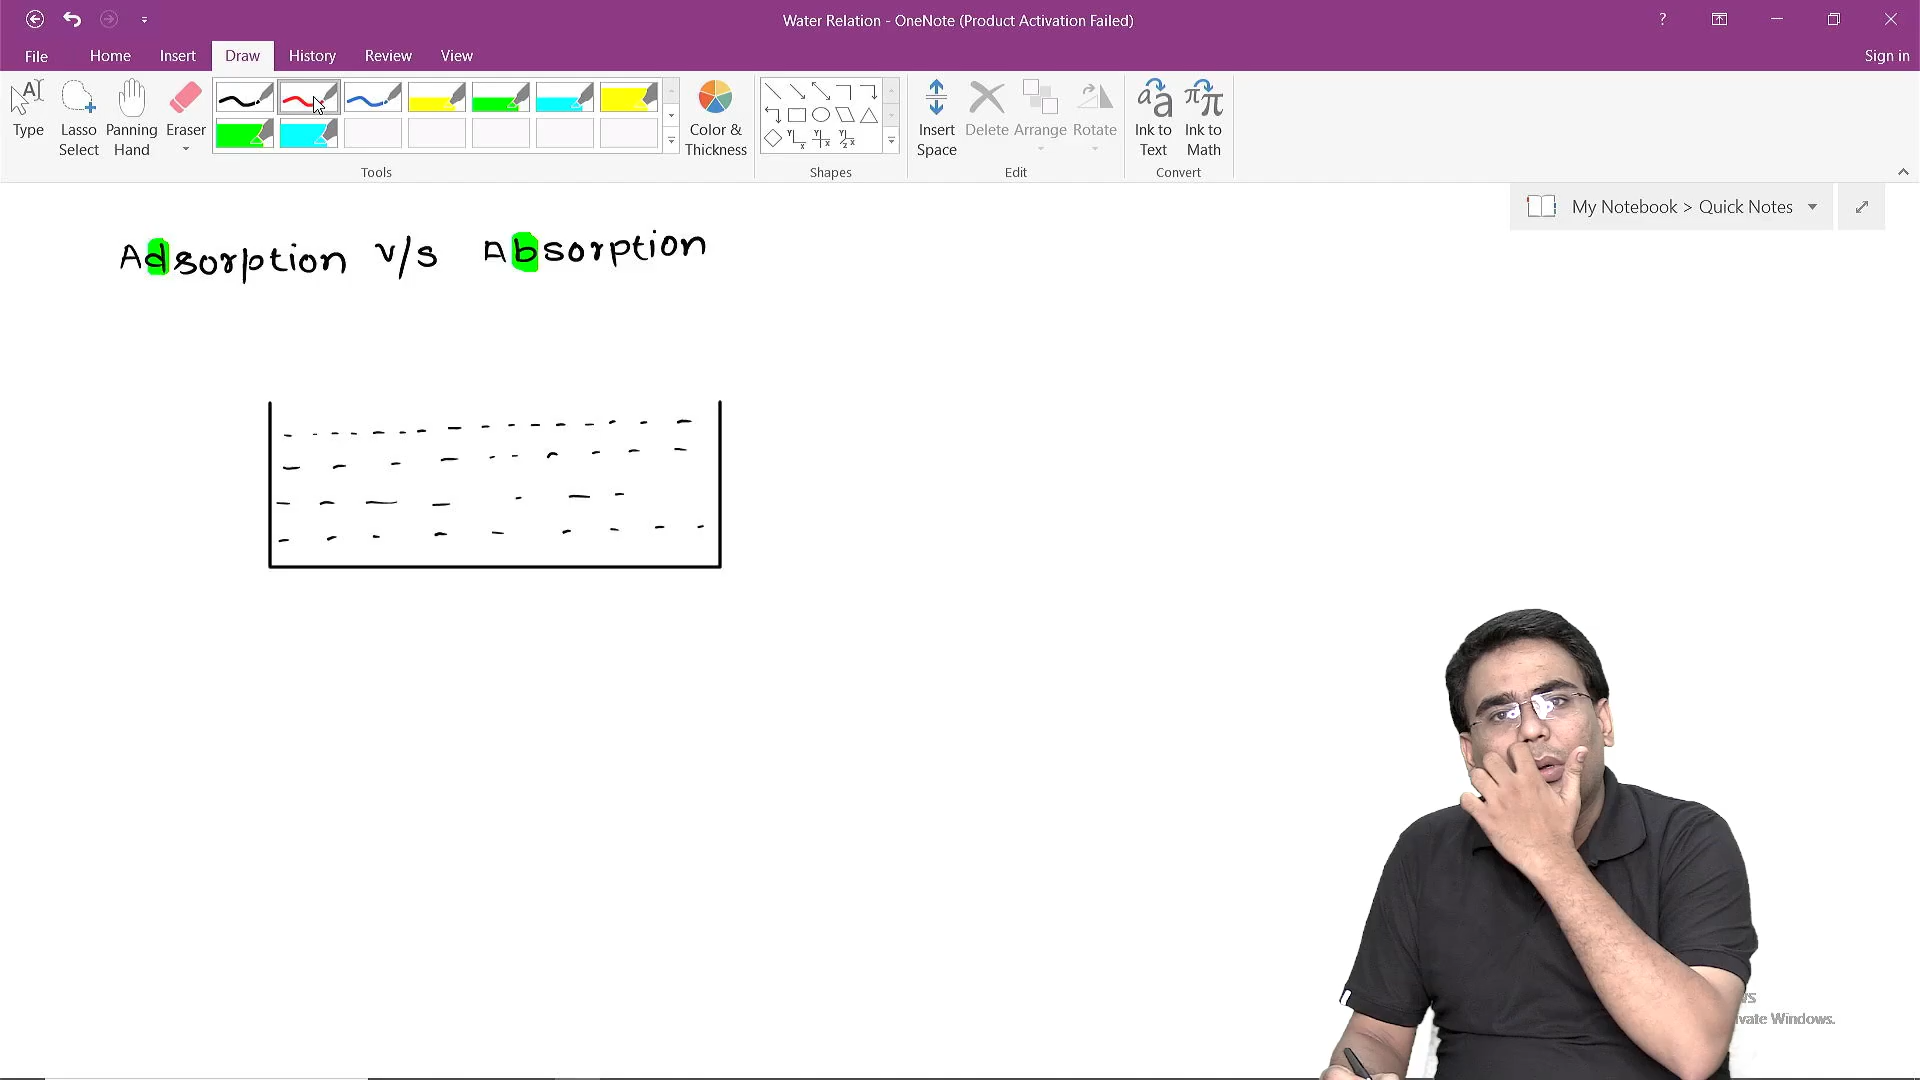 Water Relation - OneNote (Product Activation Failed)
?
File Home Insert Draw History Review View
Sign in
Type
Lasso Select
Panning Hand
Eraser
Color & Thickness
Insert Space
Delete
Arrange
Rotate
Ink to Text
Ink to Math
Tools
Shapes
Edit
Convert
My Notebook > Quick Notes
Adsorption v/s Absorption
vate Windows.